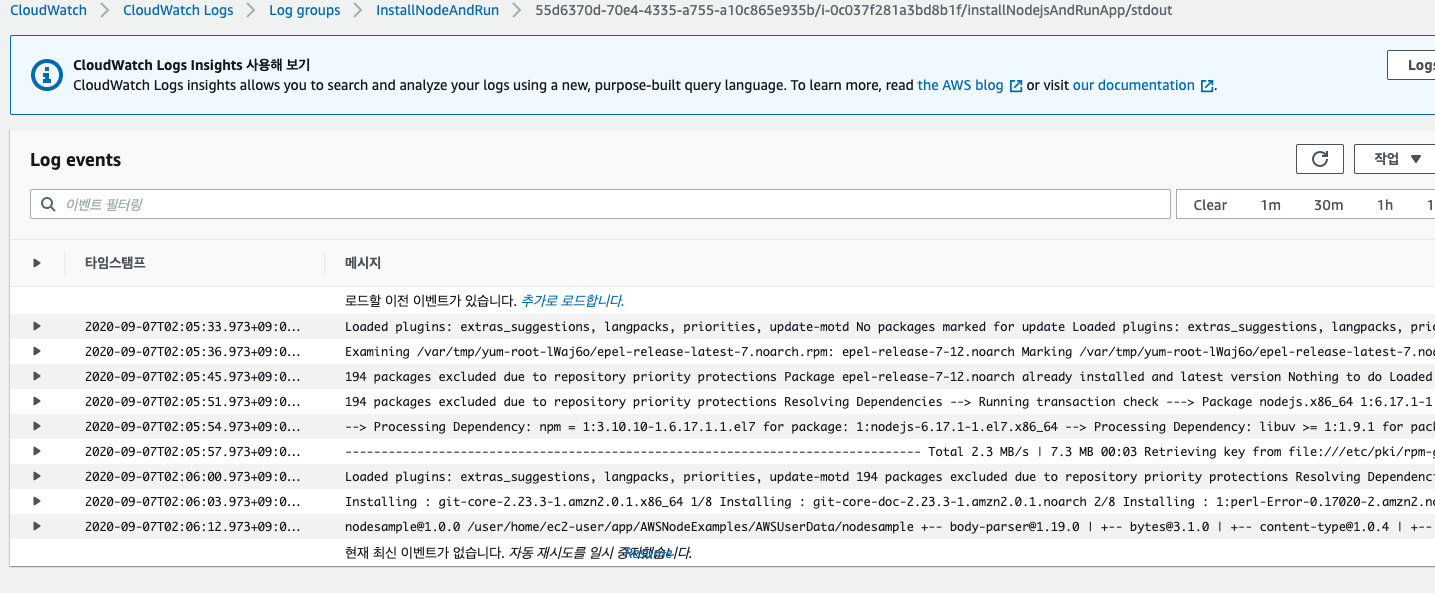 CloudWatch > CloudWatch Logs > Log groups > InstallNodeAndRun > 55d6370d-70e4-4335-a755-a10c865e935b/i-0c037f281a3bd8b1f/installNodejsAndRunApp/stdout
CloudWatch Logs Insights 사용해 보기
CloudWatch Logs insights allows you to search and analyze your logs using a new, purpose-built query language. To learn more, read the AWS blog or visit our documentation.
Logs
Log events
작업 ▼
이벤트 필터링
Clear 1m 30m 1h 1
타임스탬프 메시지
로드할 이전 이벤트가 있습니다. 추가로 로드합니다.
2020-09-07T02:05:33.973+09:0... Loaded plugins: extras_suggestions, langpacks, priorities, update-motd No packages marked for update Loaded plugins: extras_suggestions, langpacks, pri
2020-09-07T02:05:36.973+09:0... Examining /var/tmp/yum-root-lWaj6o/epel-release-latest-7.noarch.rpm: epel-release-7-12.noarch Marking /var/tmp/yum-root-lWaj6o/epel-release-latest-7.no
2020-09-07T02:05:45.973+09:0... 194 packages excluded due to repository priority protections Package epel-release-7-12.noarch already installed and latest version Nothing to do Loaded
2020-09-07T02:05:51.973+09:0... 194 packages excluded due to repository priority protections Resolving Dependencies --> Running transaction check ---> Package nodejs.x86_64 1:6.17.1-1
2020-09-07T02:05:54.973+09:0... --> Processing Dependency: npm = 1:3.10.10-1.6.17.1.1.el7 for package: 1:nodejs-6.17.1-1.el7.x86_64 --> Processing Dependency: libuv >= 1:1.9.1 for pac
2020-09-07T02:05:57.973+09:0... -------------------------------------------------------------------------------- Total 2.3 MB/s | 7.3 MB 00:03 Retrieving key from file:///etc/pki/rpm-g
2020-09-07T02:06:00.973+09:0... Loaded plugins: extras_suggestions, langpacks, priorities, update-motd 194 packages excluded due to repository priority protections Resolving Dependenc
2020-09-07T02:06:03.973+09:0... Installing : git-core-2.23.3-1.amzn2.0.1.x86_64 1/8 Installing : git-core-doc-2.23.3-1.amzn2.0.1.noarch 2/8 Installing : 1:perl-Error-0.17020-2.amzn2.no
2020-09-07T02:06:12.973+09:0... nodesample@1.0.0 /user/home/ec2-user/app/AWSNodeExamples/AWSUserData/nodesample +-- body-parser@1.19.0 | +-- bytes@3.1.0 | +-- content-type@1.0.4 | +--
현재 최신 이벤트가 없습니다. 자동 재시도를 일시 중지했습니다. Resume